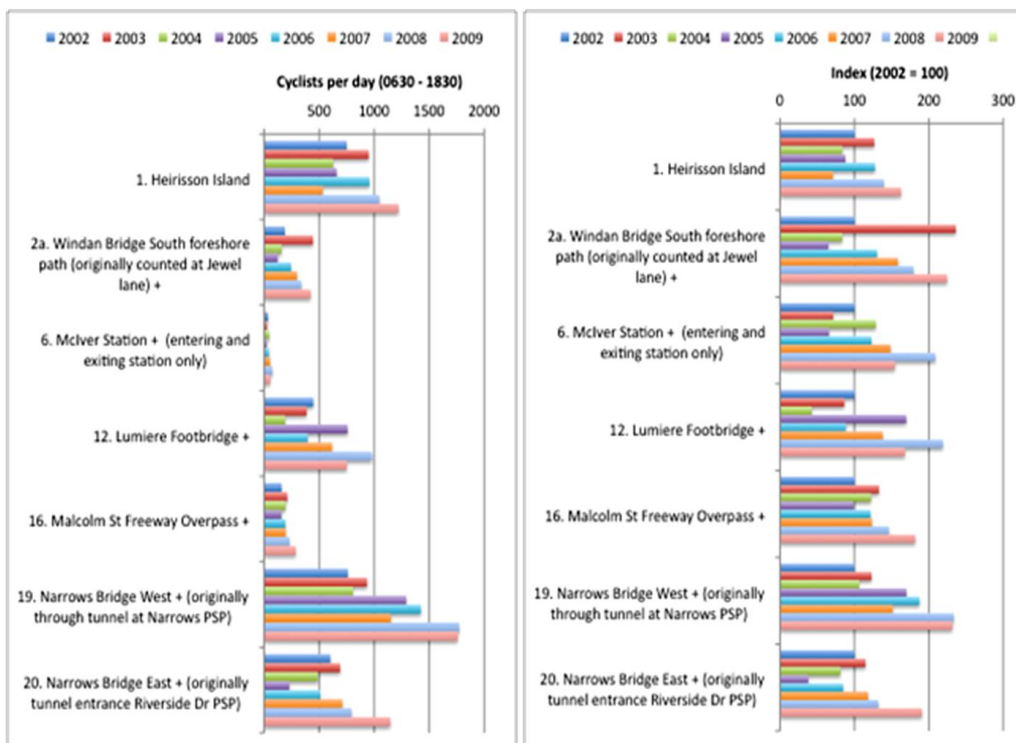 2002 2003 2004 2005 2006 2007 2008 2009
Cyclists per day (0630 - 1830)
500 1000 1500 2000
1. Heirisson Island
2a. Windan Bridge South foreshore
path (originally counted at Jewel
lane) +
6. McIver Station + (entering and
exiting station only)
12. Lumiere Footbridge +
16. Malcolm St Freeway Overpass +
19. Narrows Bridge West + (originally
through tunnel at Narrows PSP)
20. Narrows Bridge East + (originally
tunnel entrance Riverside Dr PSP)
2002 2003 2004 2005 2006 2007 2008 2009
Index (2002 = 100)
0 100 200 300
1. Heirisson Island
2a. Windan Bridge South foreshore
path (originally counted at Jewel
lane) +
6. McIver Station + (entering and
exiting station only)
12. Lumiere Footbridge +
16. Malcolm St Freeway Overpass +
19. Narrows Bridge West + (originally
through tunnel at Narrows PSP)
20. Narrows Bridge East + (originally
tunnel entrance Riverside Dr PSP)